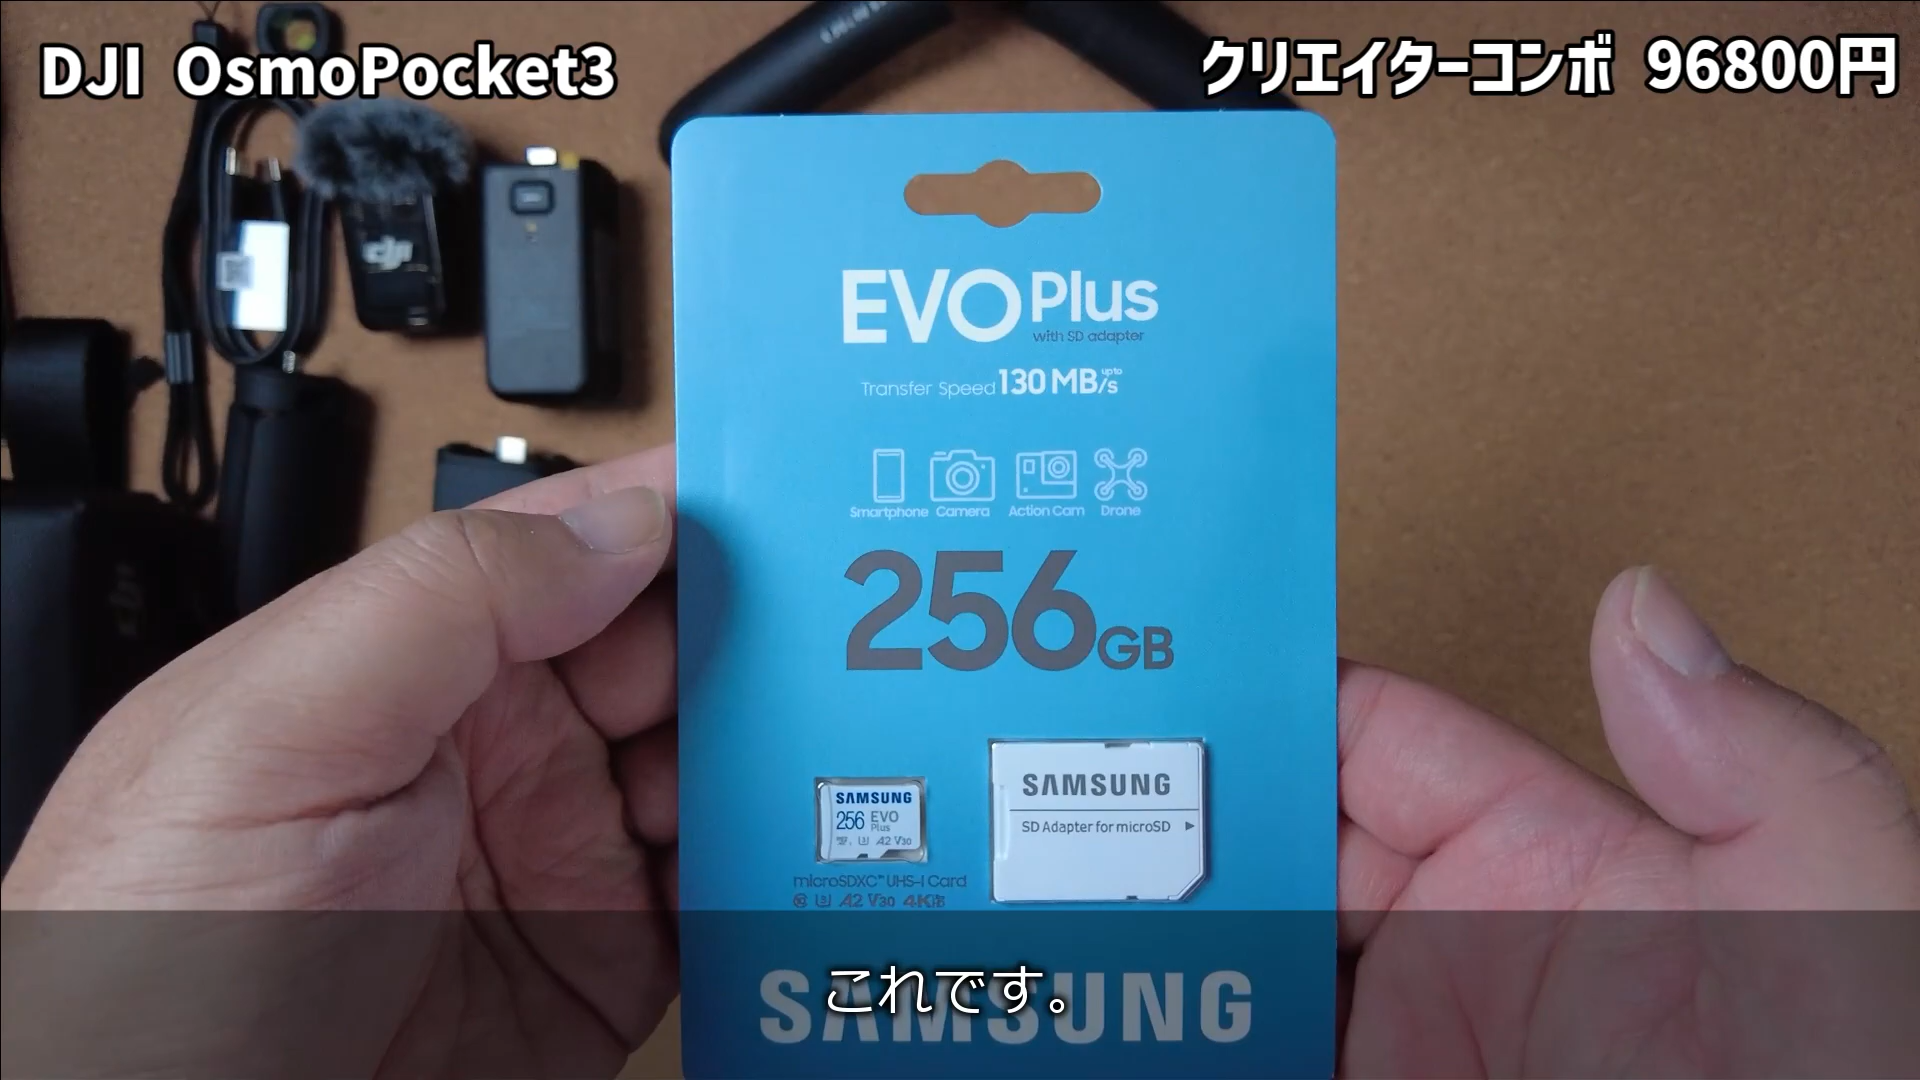 DJI OsmoPocket3
クリエイターコンボ 96800円
dji
EVO Plus
with SD adapter
Transfer Speed 130 MB/s up to
Smartphone Camera Action Cam Drone
256GB
SAMSUNG
256 EVO
Plus
A2 V30
SAMSUNG
SD Adapter for microSD
microSDXC™ UHS-I Card
A2 V30 4K
SAMSUNG
これです。